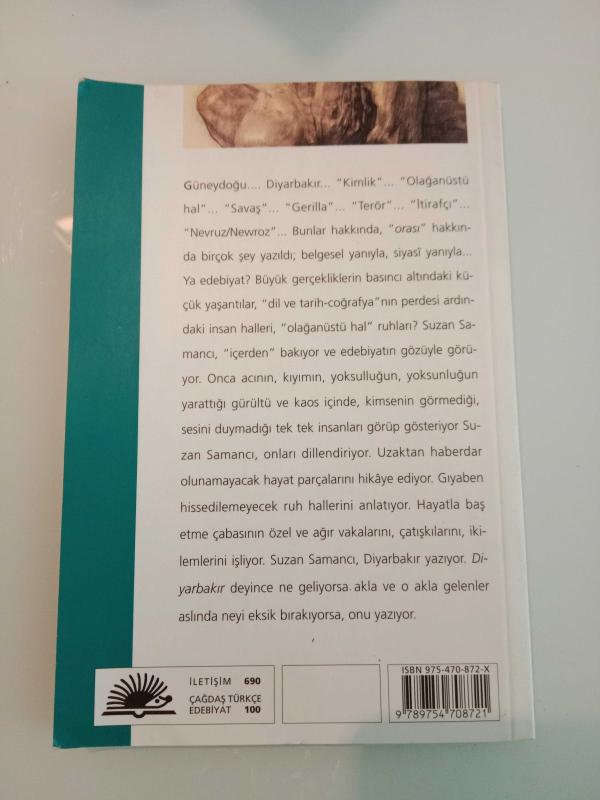 Güneydoğu.... Diyarbakır... “Kimlik”... “Olağanüstü
hal”... “Savaş”... “Gerilla”... “Terör”... “İtirafçı”...
“Nevruz/Newroz”... Bunlar hakkında, “orası” hakkın-
da birçok şey yazıldı; belgesel yanıyla, siyasî yanıyla...
Ya edebiyat? Büyük gerçekliklerin basıncı altındaki kü-
çük yaşantılar, “dil ve tarih-coğrafya”nın perdesi ardın-
daki insan halleri, “olağanüstü hal” ruhları? Suzan Sa-
mancı, “içerden” bakıyor ve edebiyatın gözüyle görü-
yor. Onca acının, kıyımın, yoksulluğun, yoksunluğun
yarattığı gürültü ve kaos içinde, kimsenin görmediği,
sesini duymadığı tek tek insanları görüp gösteriyor Su-
zan Samancı, onları dillendiriyor. Uzaktan haberdar
olunamayacak hayat parçalarını hikâye ediyor. Gıyaben
hissedilemeyecek ruh hallerini anlatıyor. Hayatla baş
etme çabasının özel ve ağır vakalarını, çatışkılarını, iki-
lemlerini işliyor. Suzan Samancı, Diyarbakır yazıyor. Di-
yarbakır deyince ne geliyorsa akla ve o akla gelenler
aslında neyi eksik bırakıyorsa, onu yazıyor.
İLETİŞİM 690
ÇAĞDAŞ TÜRKÇE
EDEBİYAT 100
ISBN 975-470-872-X
9 789754 708721